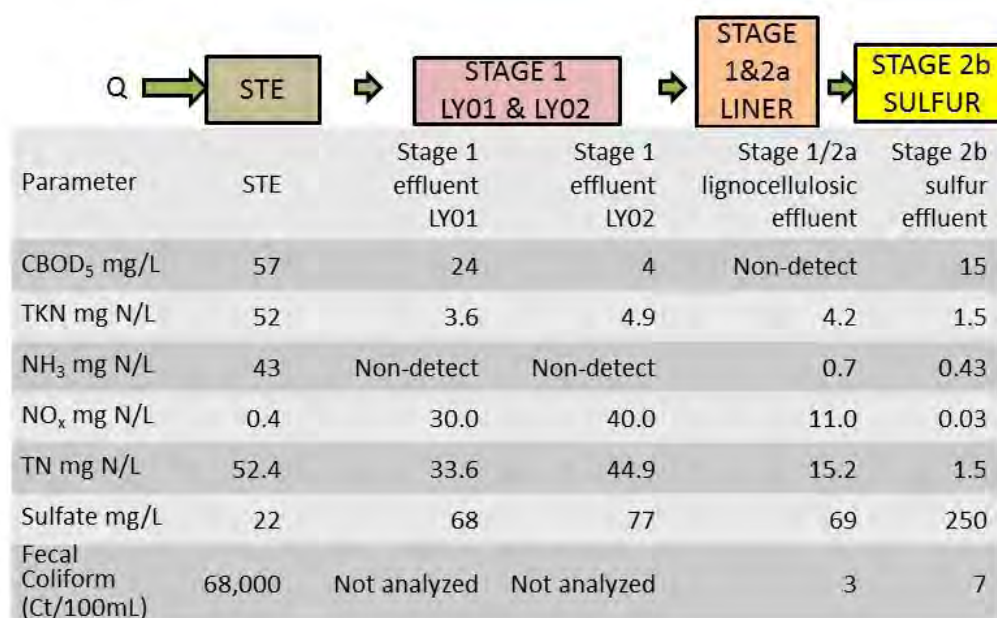 Q
STE
STAGE 1
LY01 & LY02
STAGE
1&2a
LINER
STAGE 2b
SULFUR
Parameter STE Stage 1 effluent LY01 Stage 1 effluent LY02 Stage 1/2a lignocellulosic effluent Stage 2b sulfur effluent
CBOD₅ mg/L 57 24 4 Non-detect 15
TKN mg N/L 52 3.6 4.9 4.2 1.5
NH₃ mg N/L 43 Non-detect Non-detect 0.7 0.43
NOₓ mg N/L 0.4 30.0 40.0 11.0 0.03
TN mg N/L 52.4 33.6 44.9 15.2 1.5
Sulfate mg/L 22 68 77 69 250
Fecal Coliform (Ct/100mL) 68,000 Not analyzed Not analyzed 3 7